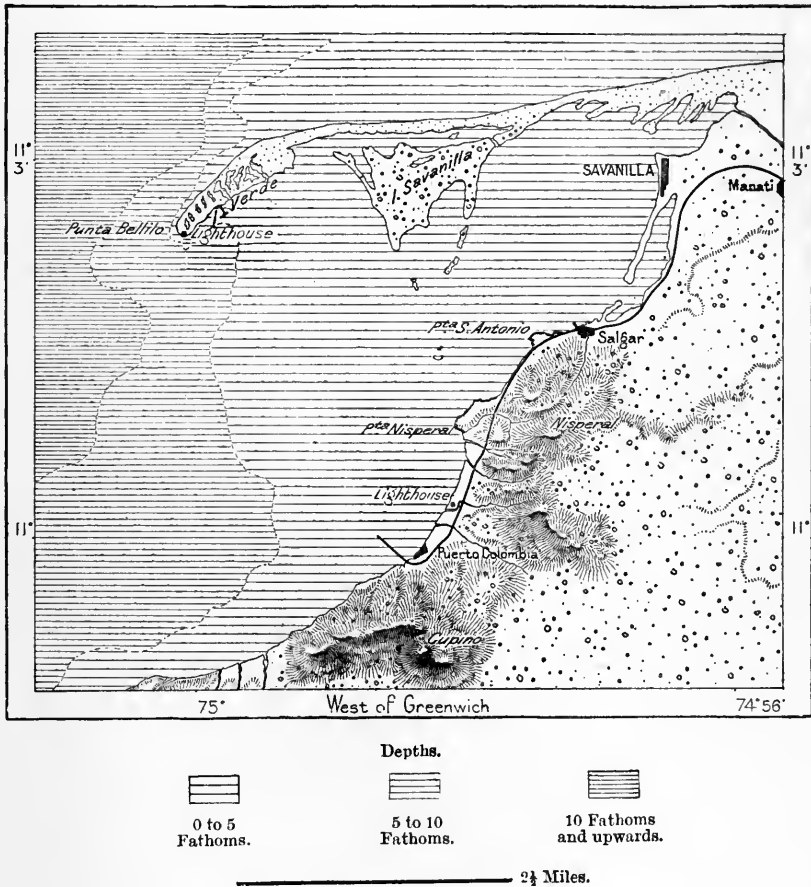 11° 3'
11° 3'
I. Savanilla
SAVANILLA
Manati
I. Verde
Punta Bellilo
Lighthouse
Pta S. Antonio
Salgar
Pta Nisperal
Nisperal
Lighthouse
11°
11°
Puerto Colombia
Cupino
75°
West of Greenwich
74° 56'
Depths.
0 to 5
Fathoms.
5 to 10
Fathoms.
10 Fathoms
and upwards.
2½ Miles.